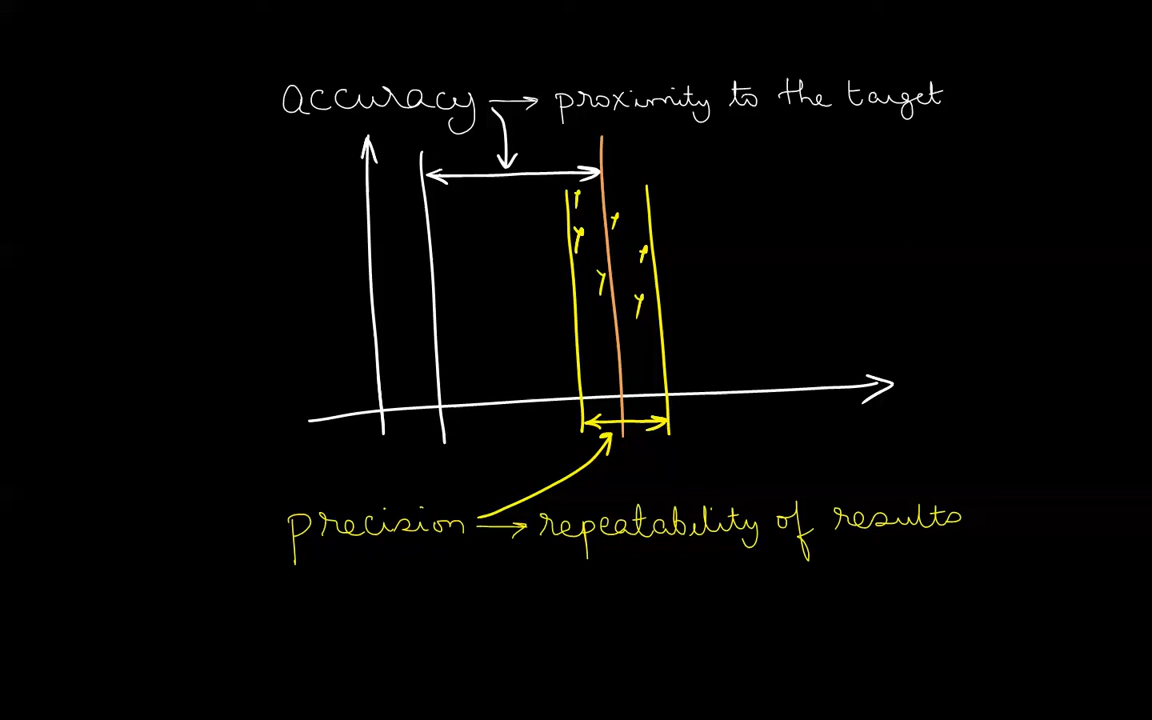 accuracy → proximity to the target
precision → repeatability of results